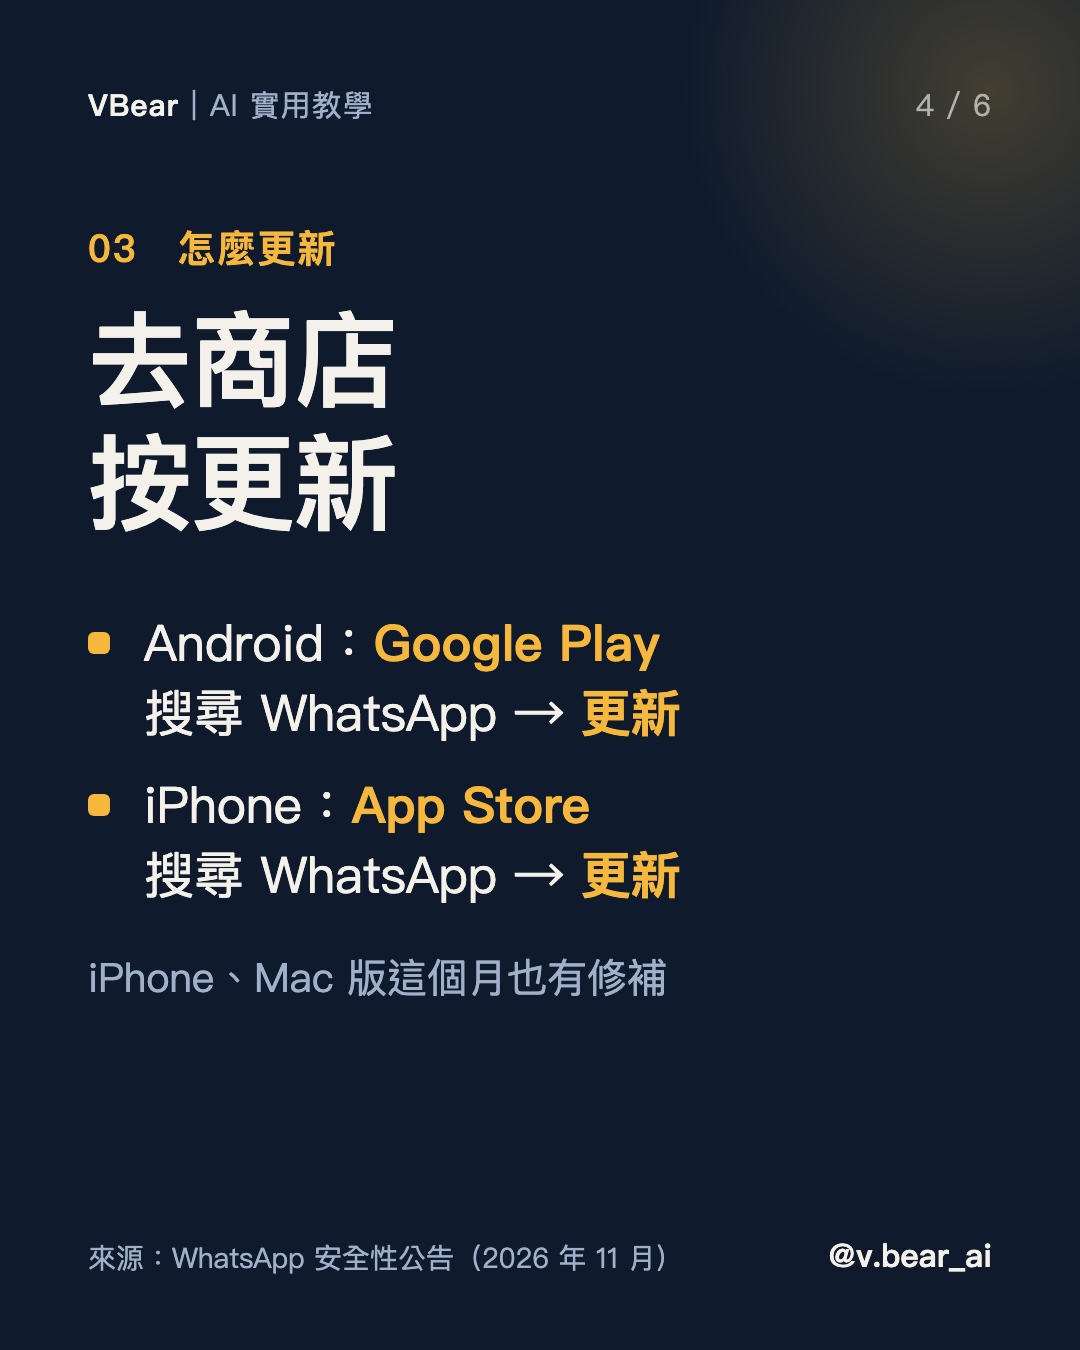 VBear | AI 實用教學
4 / 6
03 怎麼更新
去商店
按更新
Android：Google Play
搜尋 WhatsApp → 更新
iPhone：App Store
搜尋 WhatsApp → 更新
iPhone、Mac 版這個月也有修補
來源：WhatsApp 安全性公告（2026 年 11 月）
@v.bear_ai